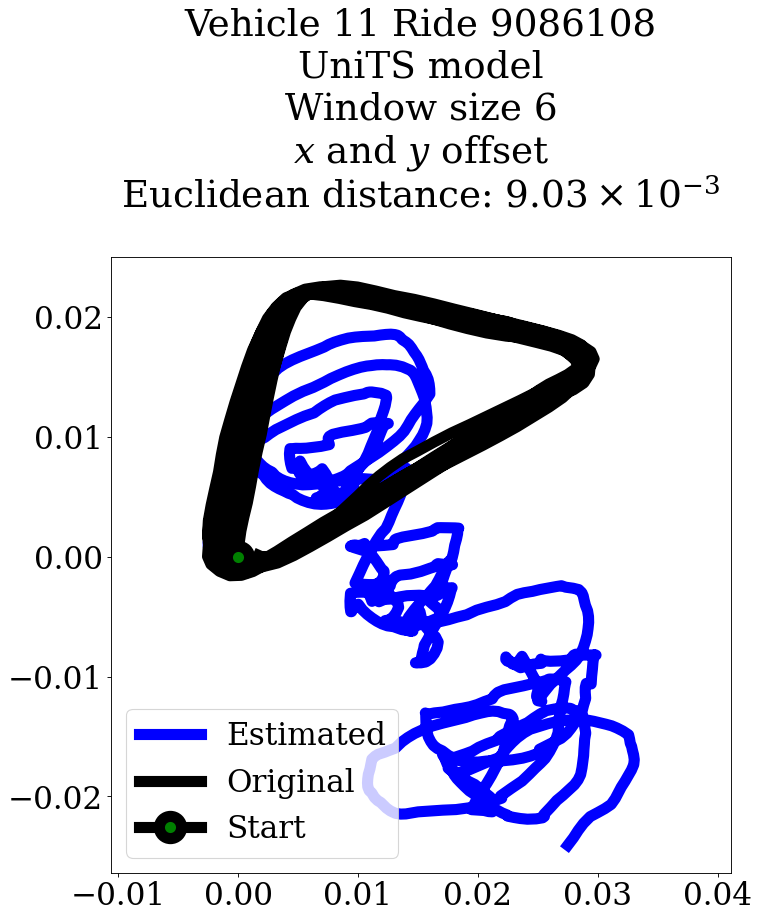 Vehicle 11 Ride 9086108
UniTS model
Window size 6
x and y offset
Euclidean distance: 9.03 × 10⁻³
0.02
0.01
0.00
−0.01
−0.02
Estimated
Original
Start
−0.01 0.00 0.01 0.02 0.03 0.04